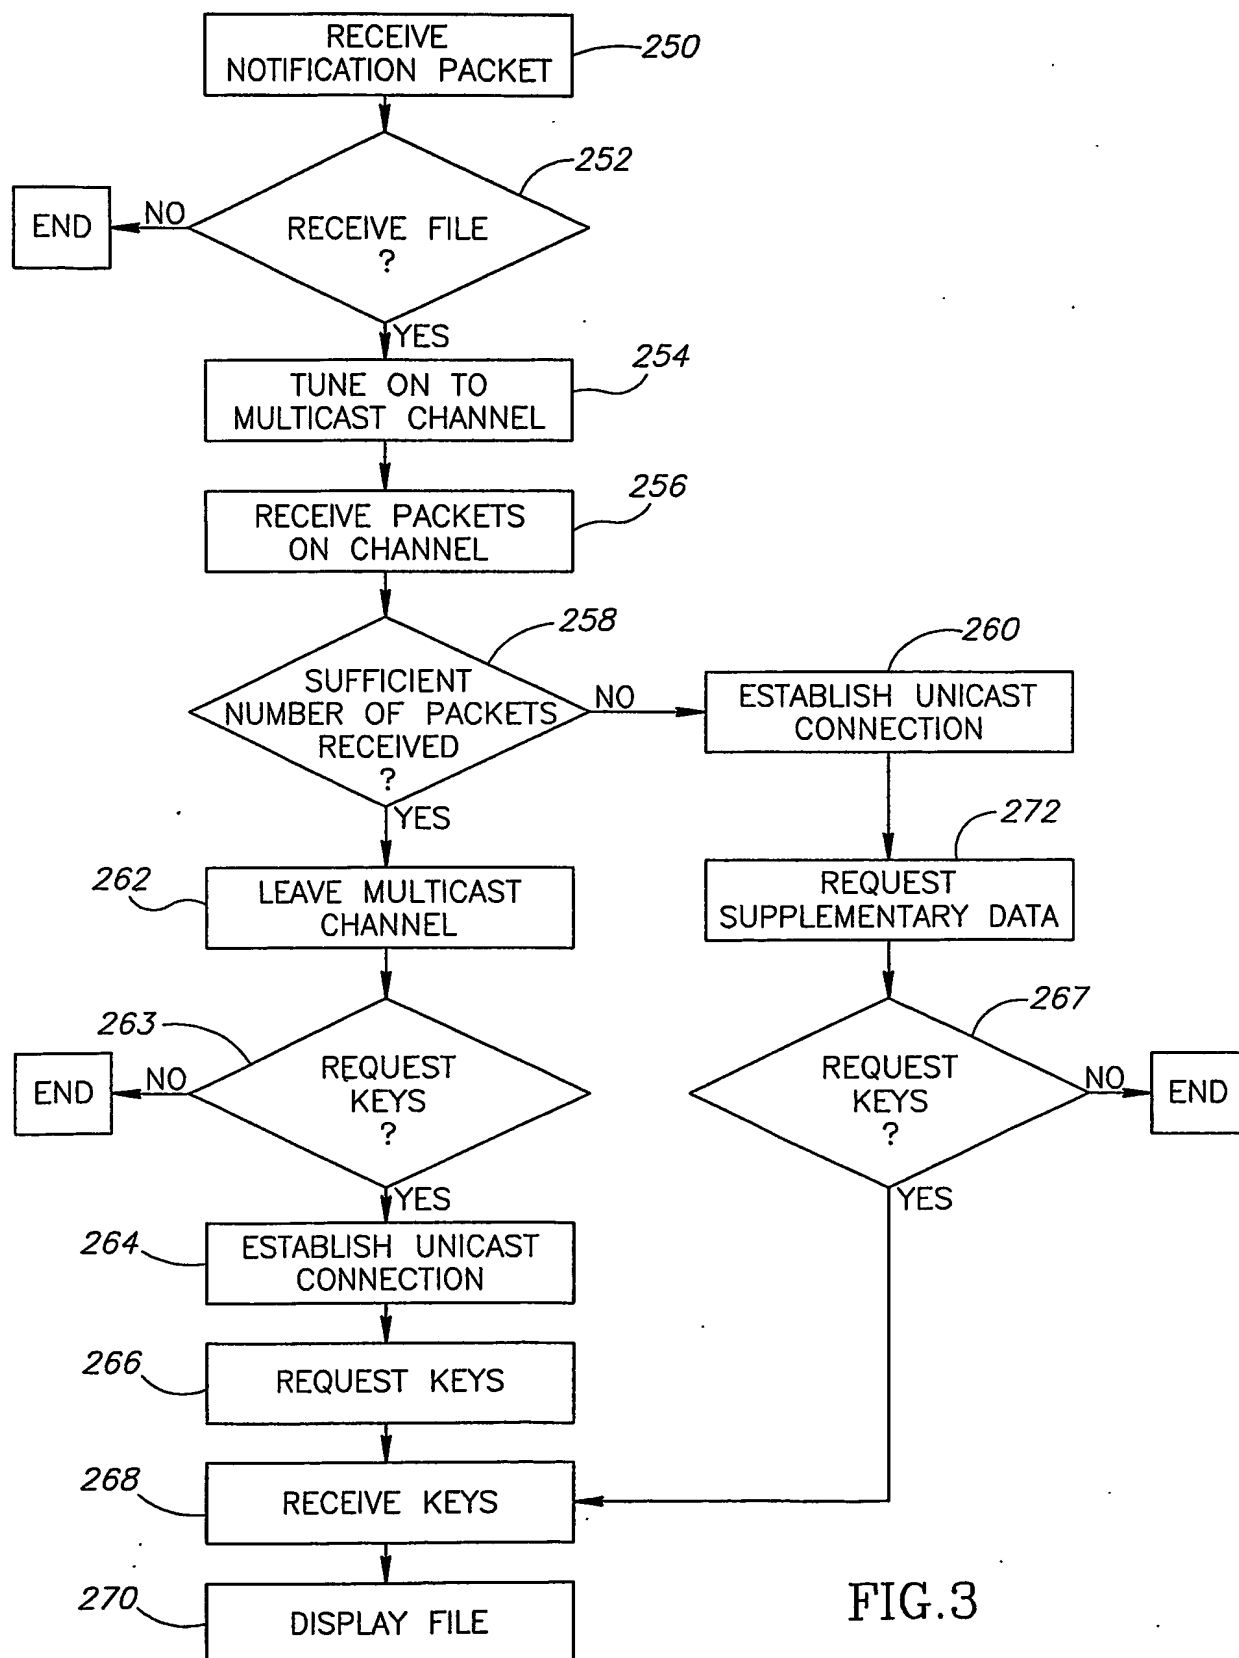 RECEIVE
NOTIFICATION PACKET
250
252
RECEIVE FILE
?
NO
END
YES
254
TUNE ON TO
MULTICAST CHANNEL
256
RECEIVE PACKETS
ON CHANNEL
258
SUFFICIENT
NUMBER OF PACKETS
RECEIVED
?
NO
260
ESTABLISH UNICAST
CONNECTION
YES
272
REQUEST
SUPPLEMENTARY DATA
262
LEAVE MULTICAST
CHANNEL
263
REQUEST
KEYS
?
NO
END
267
REQUEST
KEYS
?
NO
END
YES
YES
264
ESTABLISH UNICAST
CONNECTION
266
REQUEST KEYS
268
RECEIVE KEYS
270
DISPLAY FILE
FIG.3